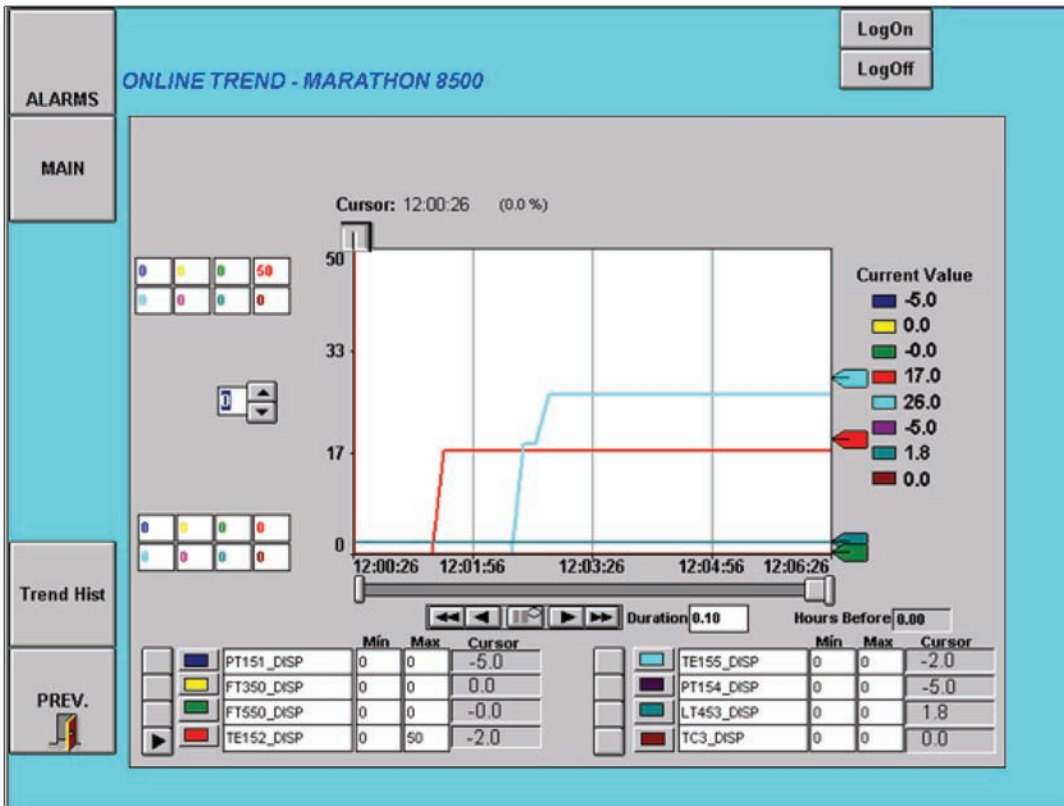 LogOn
LogOff
ALARMS
ONLINE TREND - MARATHON 8500
MAIN
Cursor: 12:00:26 (0.0 %)
0 0 0 50
0 0 0 0
0
0 0 0 0
0 0 0 0
50
33
17
0
12:00:26 12:01:56 12:03:26 12:04:56 12:06:26
Current Value
-5.0
0.0
-0.0
17.0
26.0
-5.0
1.8
0.0
Trend Hist
PREV.
Duration 0.10 Hours Before 0.00
Min Max Cursor
PT151_DISP 0 0 -5.0
FT350_DISP 0 0 0.0
FT550_DISP 0 0 -0.0
TE152_DISP 0 50 -2.0
Min Max Cursor
TE155_DISP 0 0 -2.0
PT154_DISP 0 0 -5.0
LT453_DISP 0 0 1.8
TC3_DISP 0 0 0.0